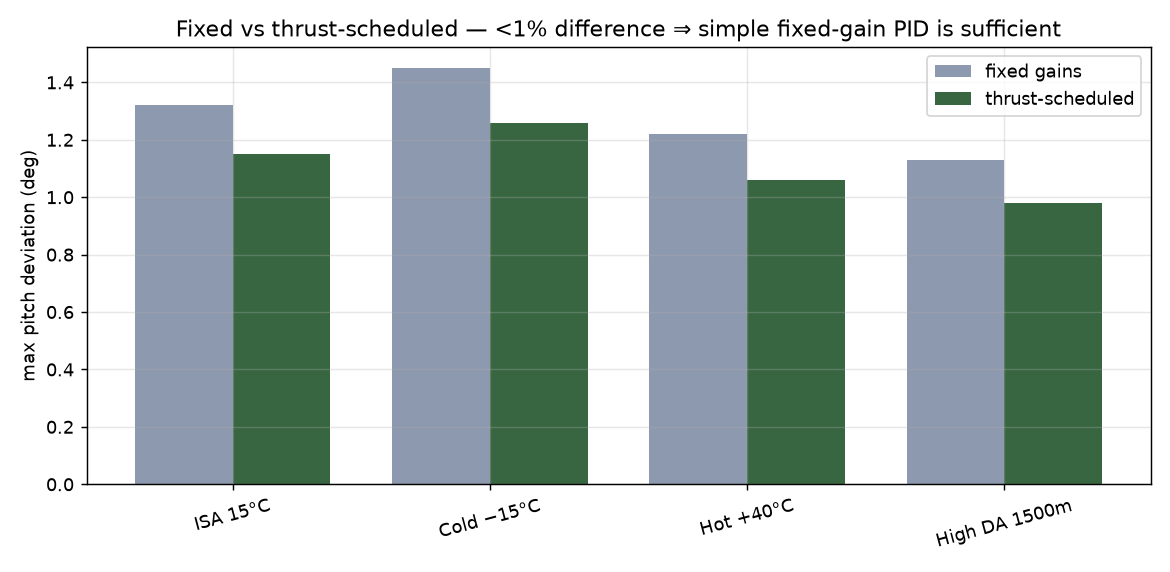 Fixed vs thrust-scheduled — <1% difference ⇒ simple fixed-gain PID is sufficient
fixed gains
thrust-scheduled
max pitch deviation (deg)
1.4
1.2
1.0
0.8
0.6
0.4
0.2
0.0
ISA 15°C
Cold −15°C
Hot +40°C
High DA 1500m